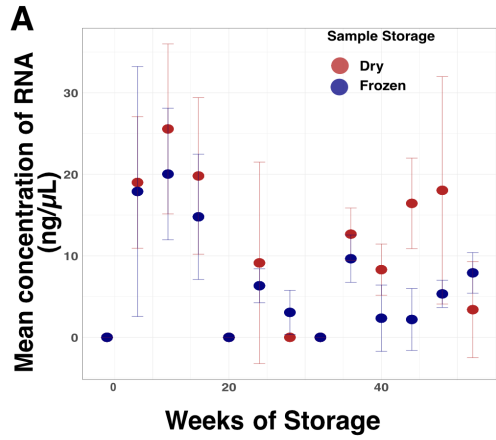 A
Sample Storage
Dry
Frozen
Mean concentration of RNA
(ng/µL)
30
20
10
0
0
20
40
Weeks of Storage